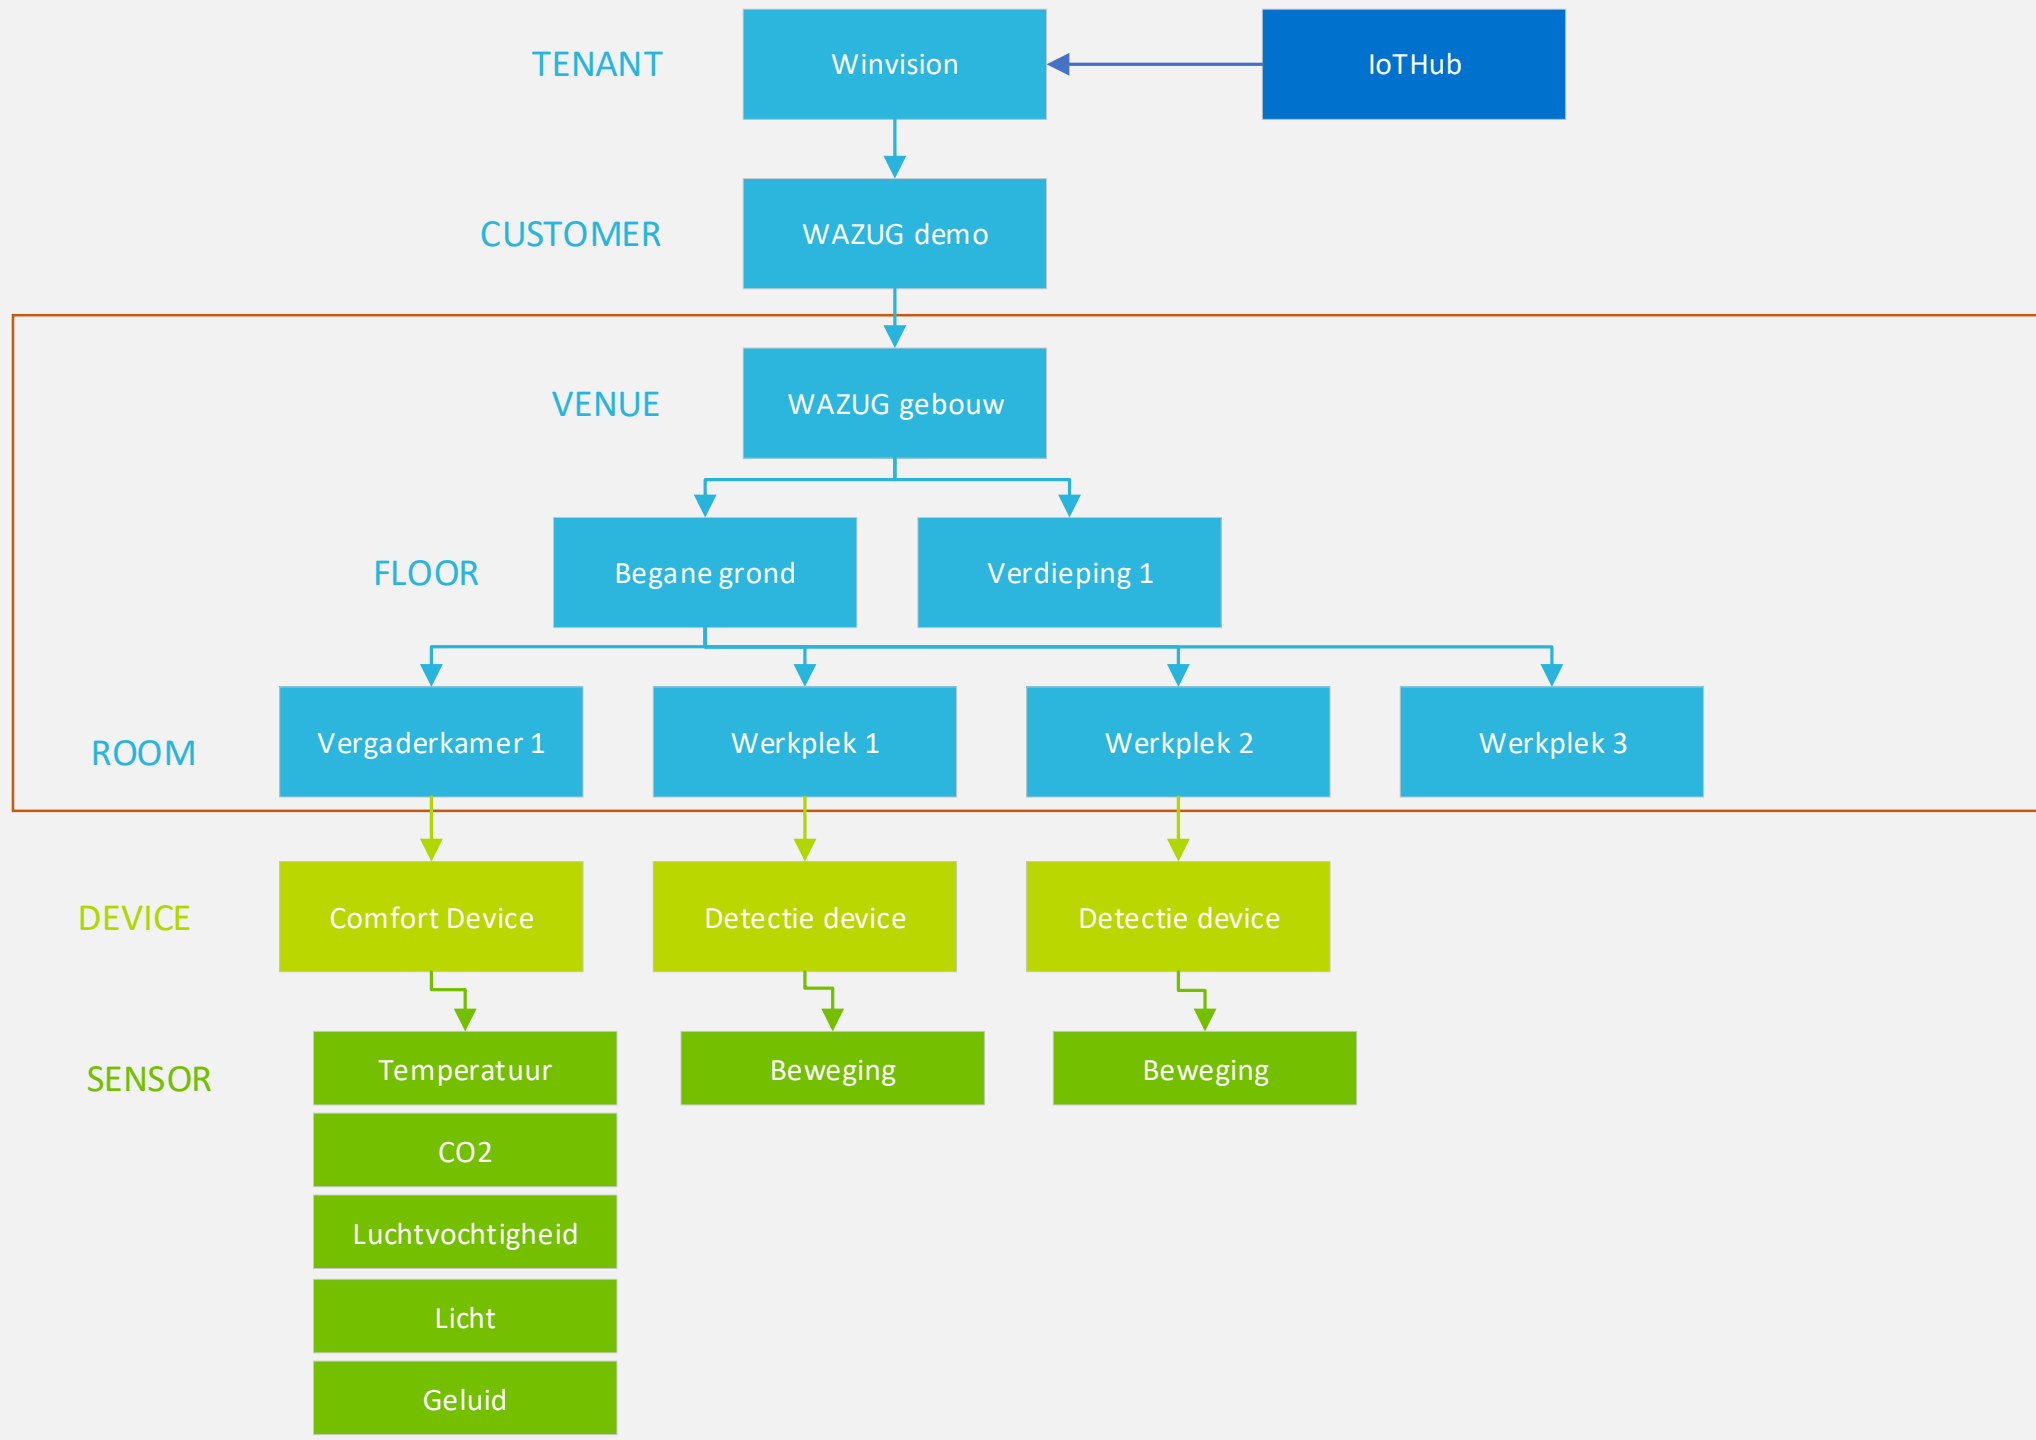 TENANT
Winvision
IoTHub
CUSTOMER
WAZUG demo
VENUE
WAZUG gebouw
FLOOR
Begane grond
Verdieping 1
ROOM
Vergaderkamer 1
Werkplek 1
Werkplek 2
Werkplek 3
DEVICE
Comfort Device
Detectie device
Detectie device
SENSOR
Temperatuur
Beweging
Beweging
CO2
Luchtvochtigheid
Licht
Geluid